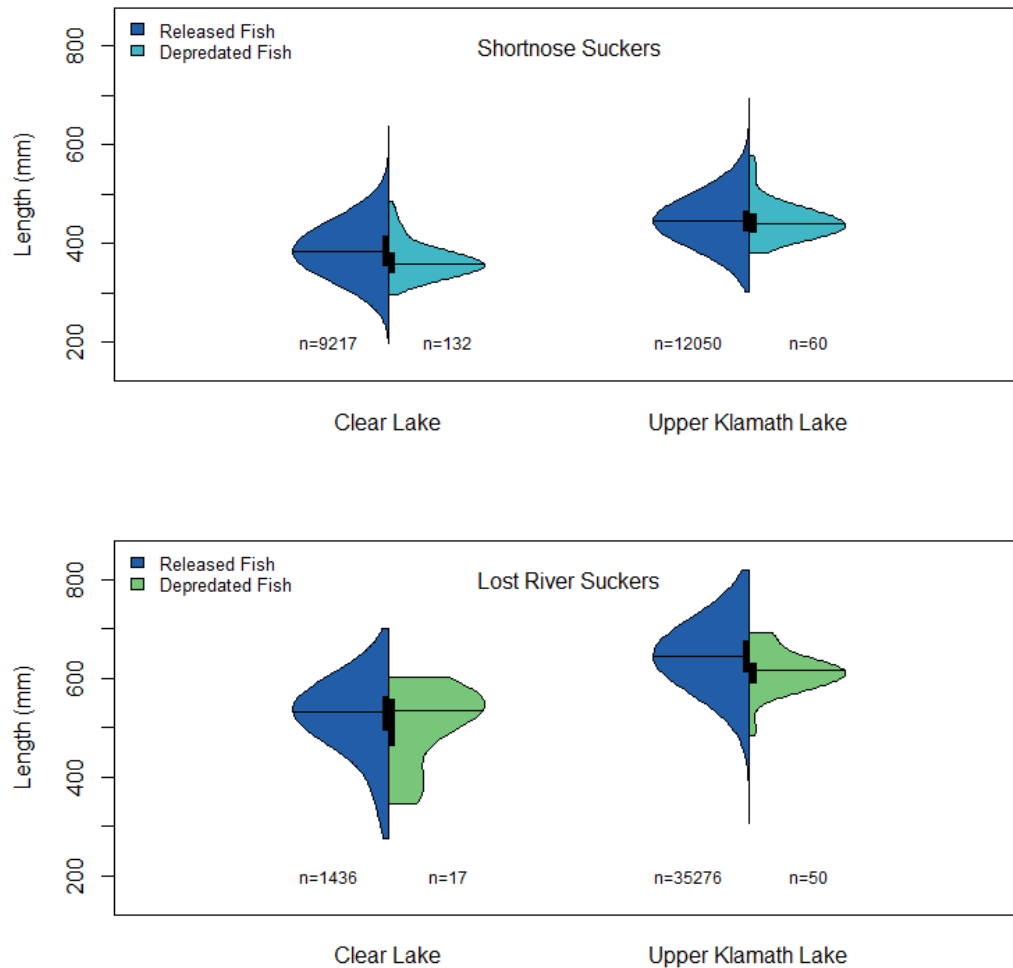 Released Fish
Depredated Fish
Shortnose Suckers
Length (mm)
800
600
400
200
n=9217
n=132
n=12050
n=60
Clear Lake
Upper Klamath Lake
Released Fish
Depredated Fish
Lost River Suckers
Length (mm)
800
600
400
200
n=1436
n=17
n=35276
n=50
Clear Lake
Upper Klamath Lake